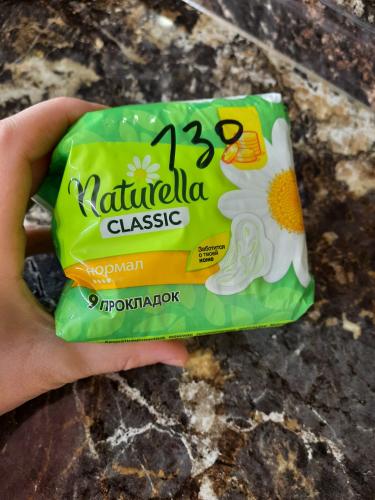 130
Naturella
CLASSIC
Заботится
о твоей
коже
нормал
9 ПРОКЛАДОК